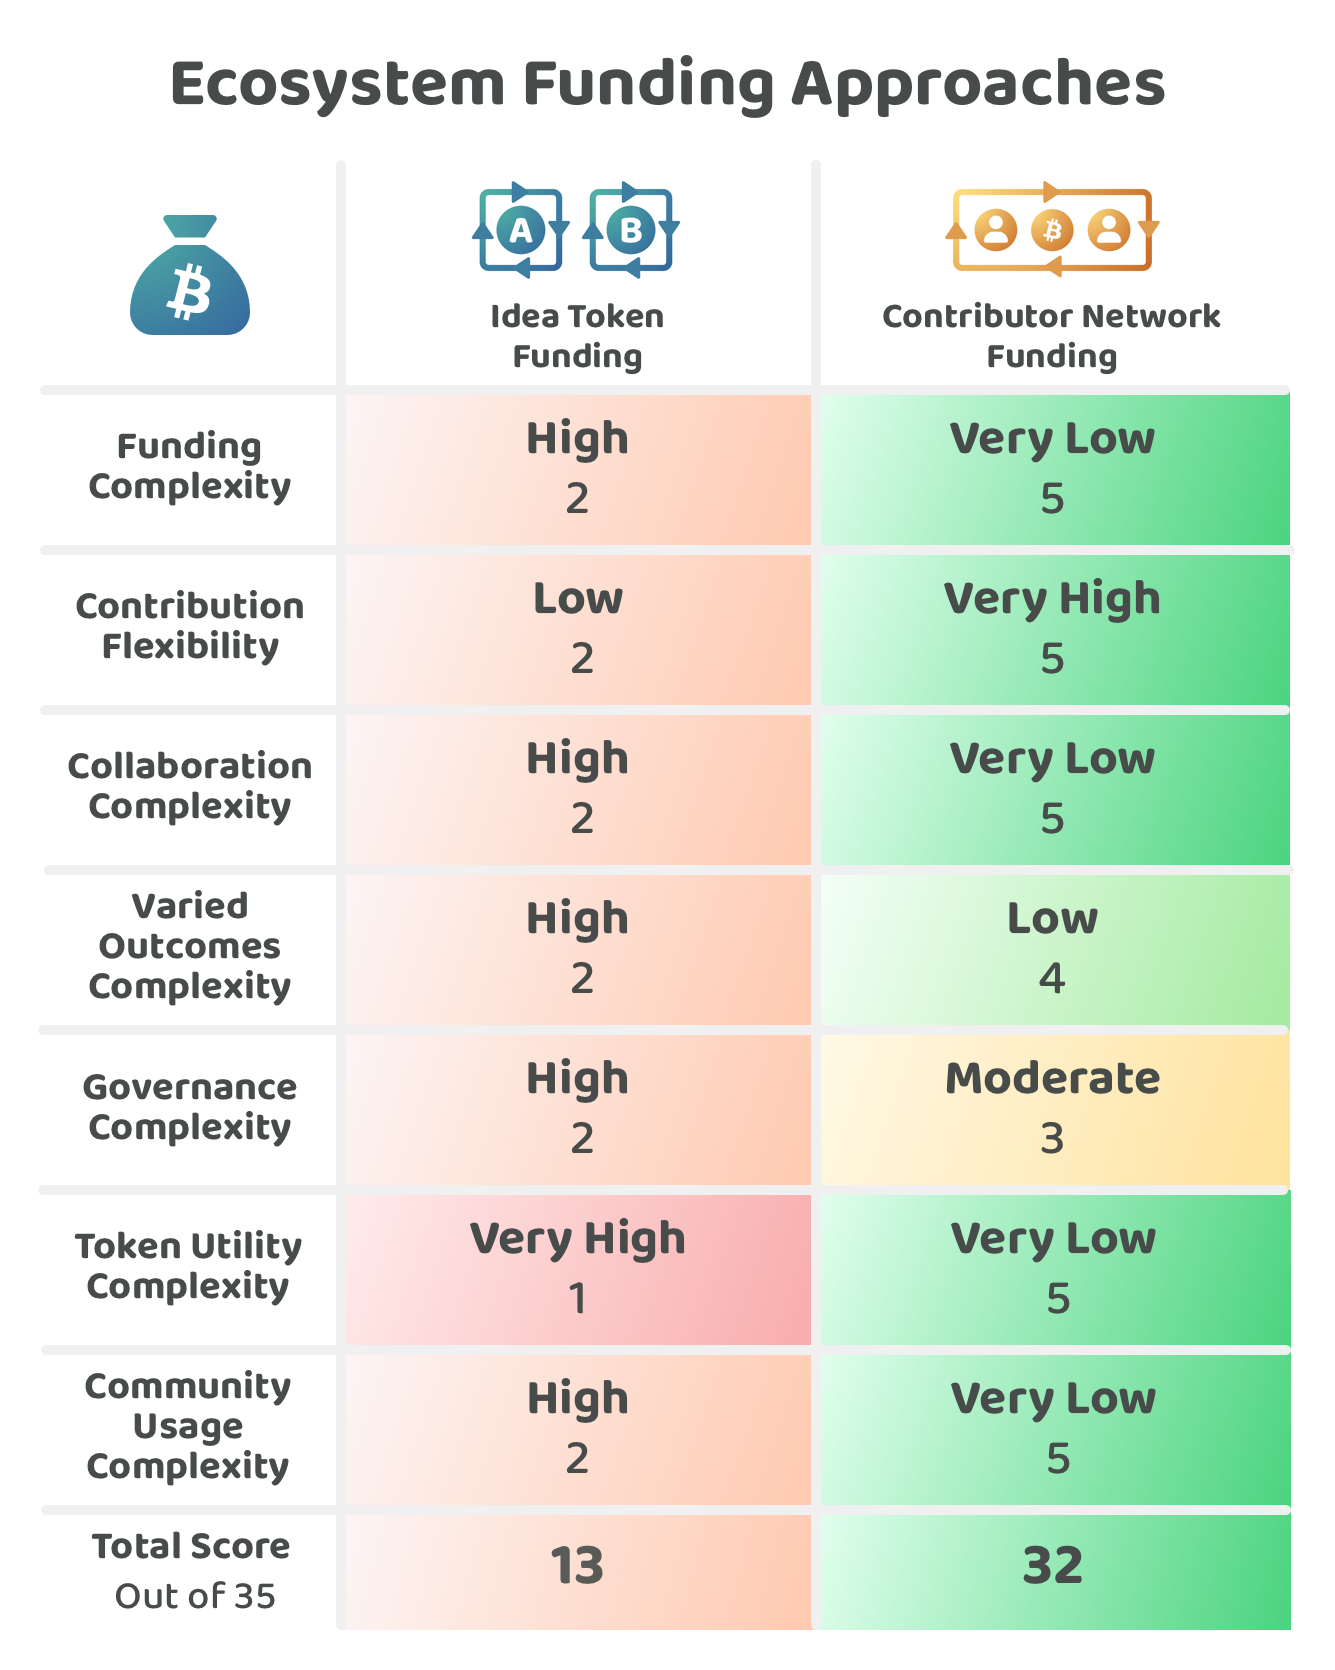 Ecosystem Funding Approaches
A
B
Idea Token
Funding
Contributor Network
Funding
Funding
Complexity
High
2
Very Low
5
Contribution
Flexibility
Low
2
Very High
5
Collaboration
Complexity
High
2
Very Low
5
Varied
Outcomes
Complexity
High
2
Low
4
Governance
Complexity
High
2
Moderate
3
Token Utility
Complexity
Very High
1
Very Low
5
Community
Usage
Complexity
High
2
Very Low
5
Total Score
Out of 35
13
32